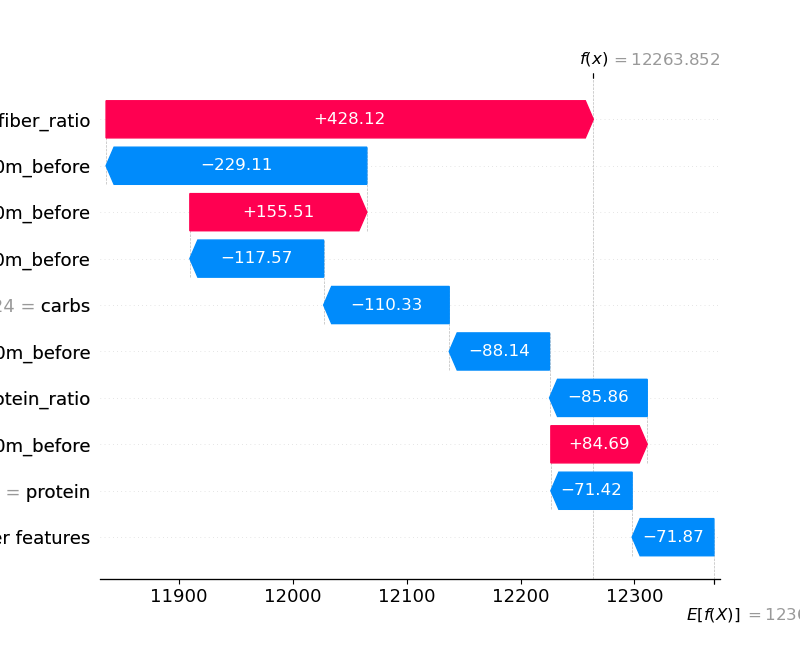 f(x) = 12263.852
fiber_ratio +428.12
0m_before −229.11
0m_before +155.51
0m_before −117.57
24 = carbs −110.33
0m_before −88.14
otein_ratio −85.86
0m_before +84.69
= protein −71.42
er features −71.87
11900 12000 12100 12200 12300
E[f(X)] = 1236